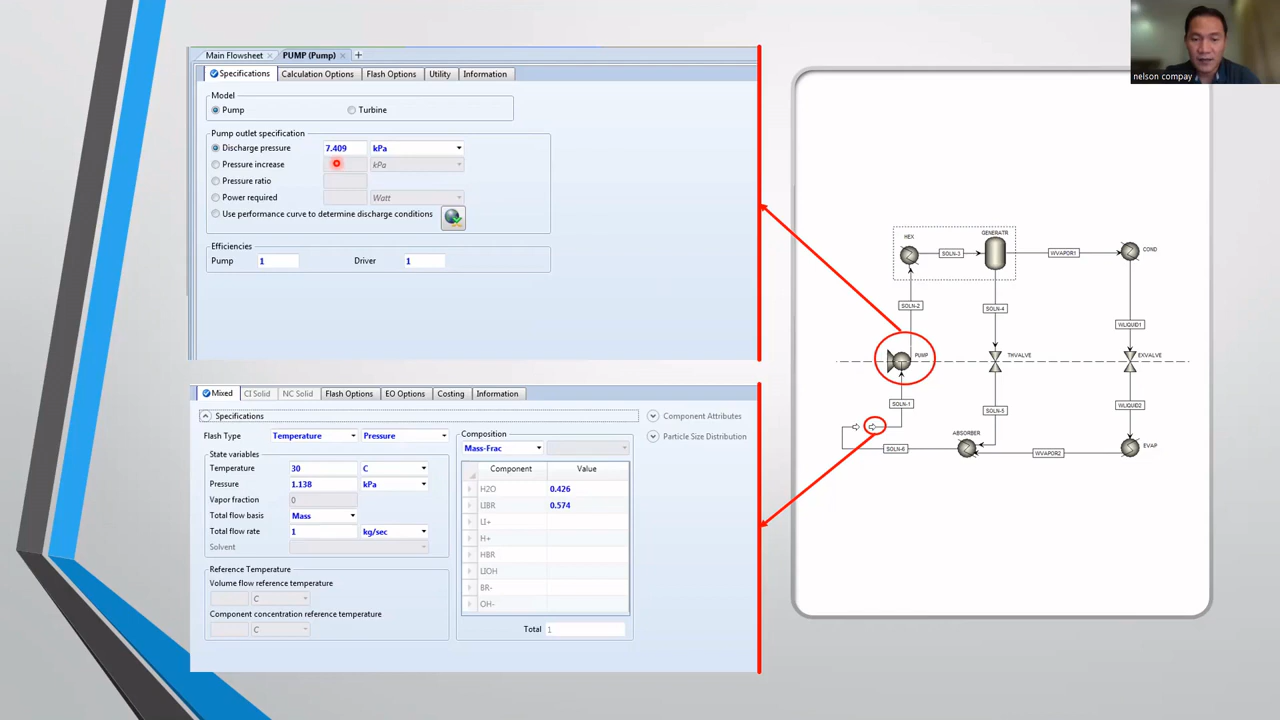 Main Flowsheet × PUMP (Pump) × +
Specifications Calculation Options Flash Options Utility Information
Model
Pump Turbine
Pump outlet specification
Discharge pressure 7.409 kPa
Pressure increase kPa
Pressure ratio
Power required Watt
Use performance curve to determine discharge conditions
Efficiencies
Pump 1 Driver 1
Mixed CI Solid NC Solid Flash Options EO Options Costing Information
Specifications
Flash Type Temperature Pressure
State variables
Temperature 30 C
Pressure 1.138 kPa
Vapor fraction 0
Total flow basis Mass
Total flow rate 1 kg/sec
Solvent
Reference Temperature
Volume flow reference temperature
C
Component concentration reference temperature
C
Composition
Mass-Frac
Component Value
H2O 0.426
LIBR 0.574
LI+
H+
HBR
LIOH
BR-
OH-
Total 1
Component Attributes
Particle Size Distribution
nelson compay
HEX
GENERATR
COND
SOLN-3
WVAPOR1
SOLN-2
SOLN-4
WLIQUID1
PUMP
THVALVE
EXVALVE
SOLN-1
SOLN-5
WLIQUID2
ABSORBER
EVAP
SOLN-6
WVAPOR2